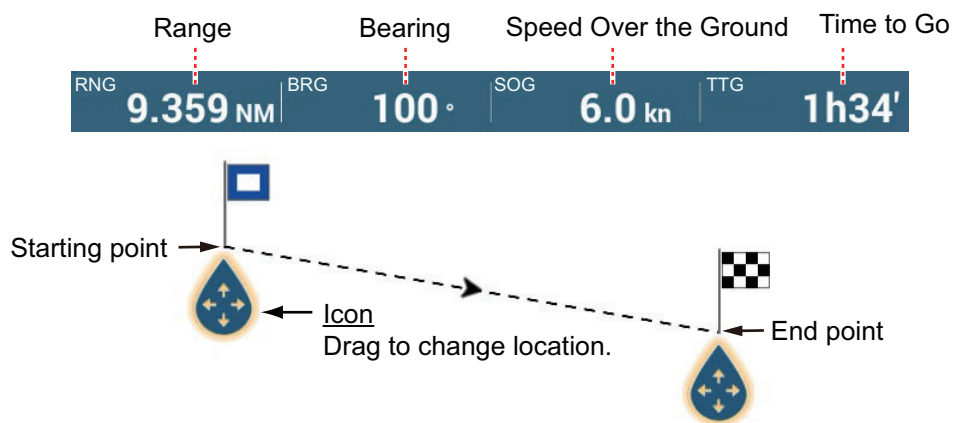 Range Bearing Speed Over the Ground Time to Go
RNG 9.359 NM BRG 100 ° SOG 6.0 kn TTG 1h34'
Starting point
Icon
Drag to change location.
End point